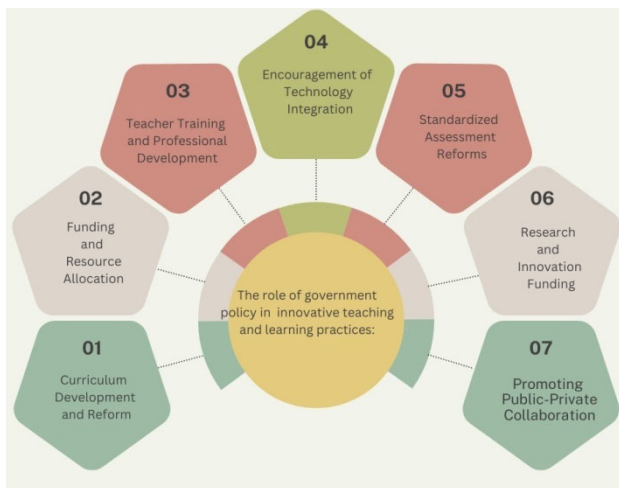 01
Curriculum
Development
and Reform
02
Funding
and
Resource
Allocation
03
Teacher Training
and Professional
Development
04
Encouragement of
Technology
Integration
05
Standardized
Assessment
Reforms
06
Research
and
Innovation
Funding
07
Promoting
Public-Private
Collaboration
The role of government
policy in innovative teaching
and learning practices: